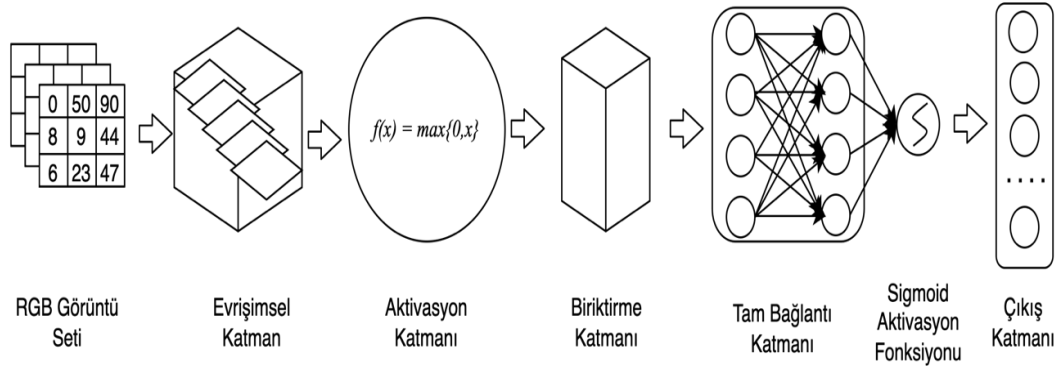 0 50 90
8 9 44
6 23 47
f(x) = max{0,x}
....
RGB Görüntü
Seti
Evrişimsel
Katman
Aktivasyon
Katmanı
Biriktirme
Katmanı
Tam Bağlantı
Katmanı
Sigmoid
Aktivasyon
Fonksiyonu
Çıkış
Katmanı